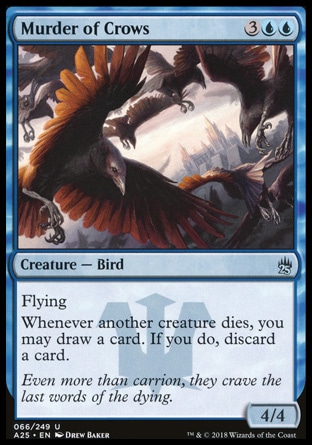 Murder of Crows 3
Creature — Bird
25
Flying
Whenever another creature dies, you
may draw a card. If you do, discard
a card.
Even more than carrion, they crave the
last words of the dying.
4/4
066/249 U
A25 • EN Drew Baker
™ & © 2018 Wizards of the Coast